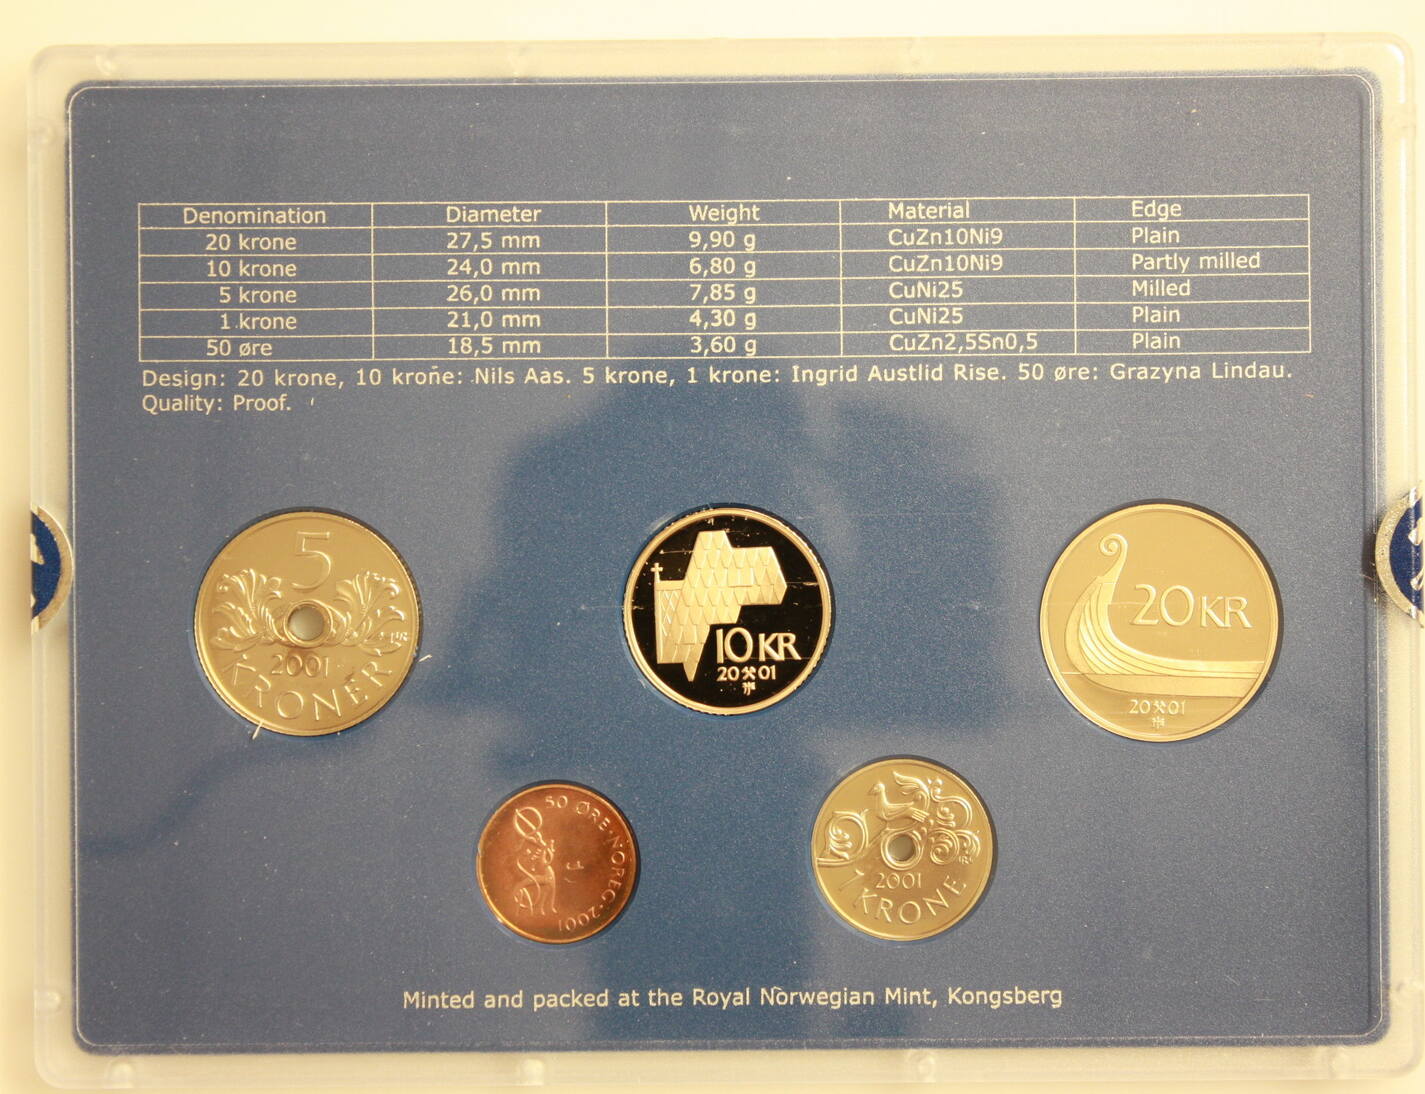 Denomination Diameter Weight Material Edge
20 krone 27,5 mm 9,90 g CuZn10Ni9 Plain
10 krone 24,0 mm 6,80 g CuZn10Ni9 Partly milled
5 krone 26,0 mm 7,85 g CuNi25 Milled
1 krone 21,0 mm 4,30 g CuNi25 Plain
50 øre 18,5 mm 3,60 g CuZn2,5Sn0,5 Plain
Design: 20 krone, 10 krone: Nils Aas. 5 krone, 1 krone: Ingrid Austlid Rise. 50 øre: Grazyna Lindau.
Quality: Proof.
5
2001
KRONER
10 KR
20 01
20 KR
20 01
50 ØRE·NOREG·2001
2001
1 KRONE
Minted and packed at the Royal Norwegian Mint, Kongsberg